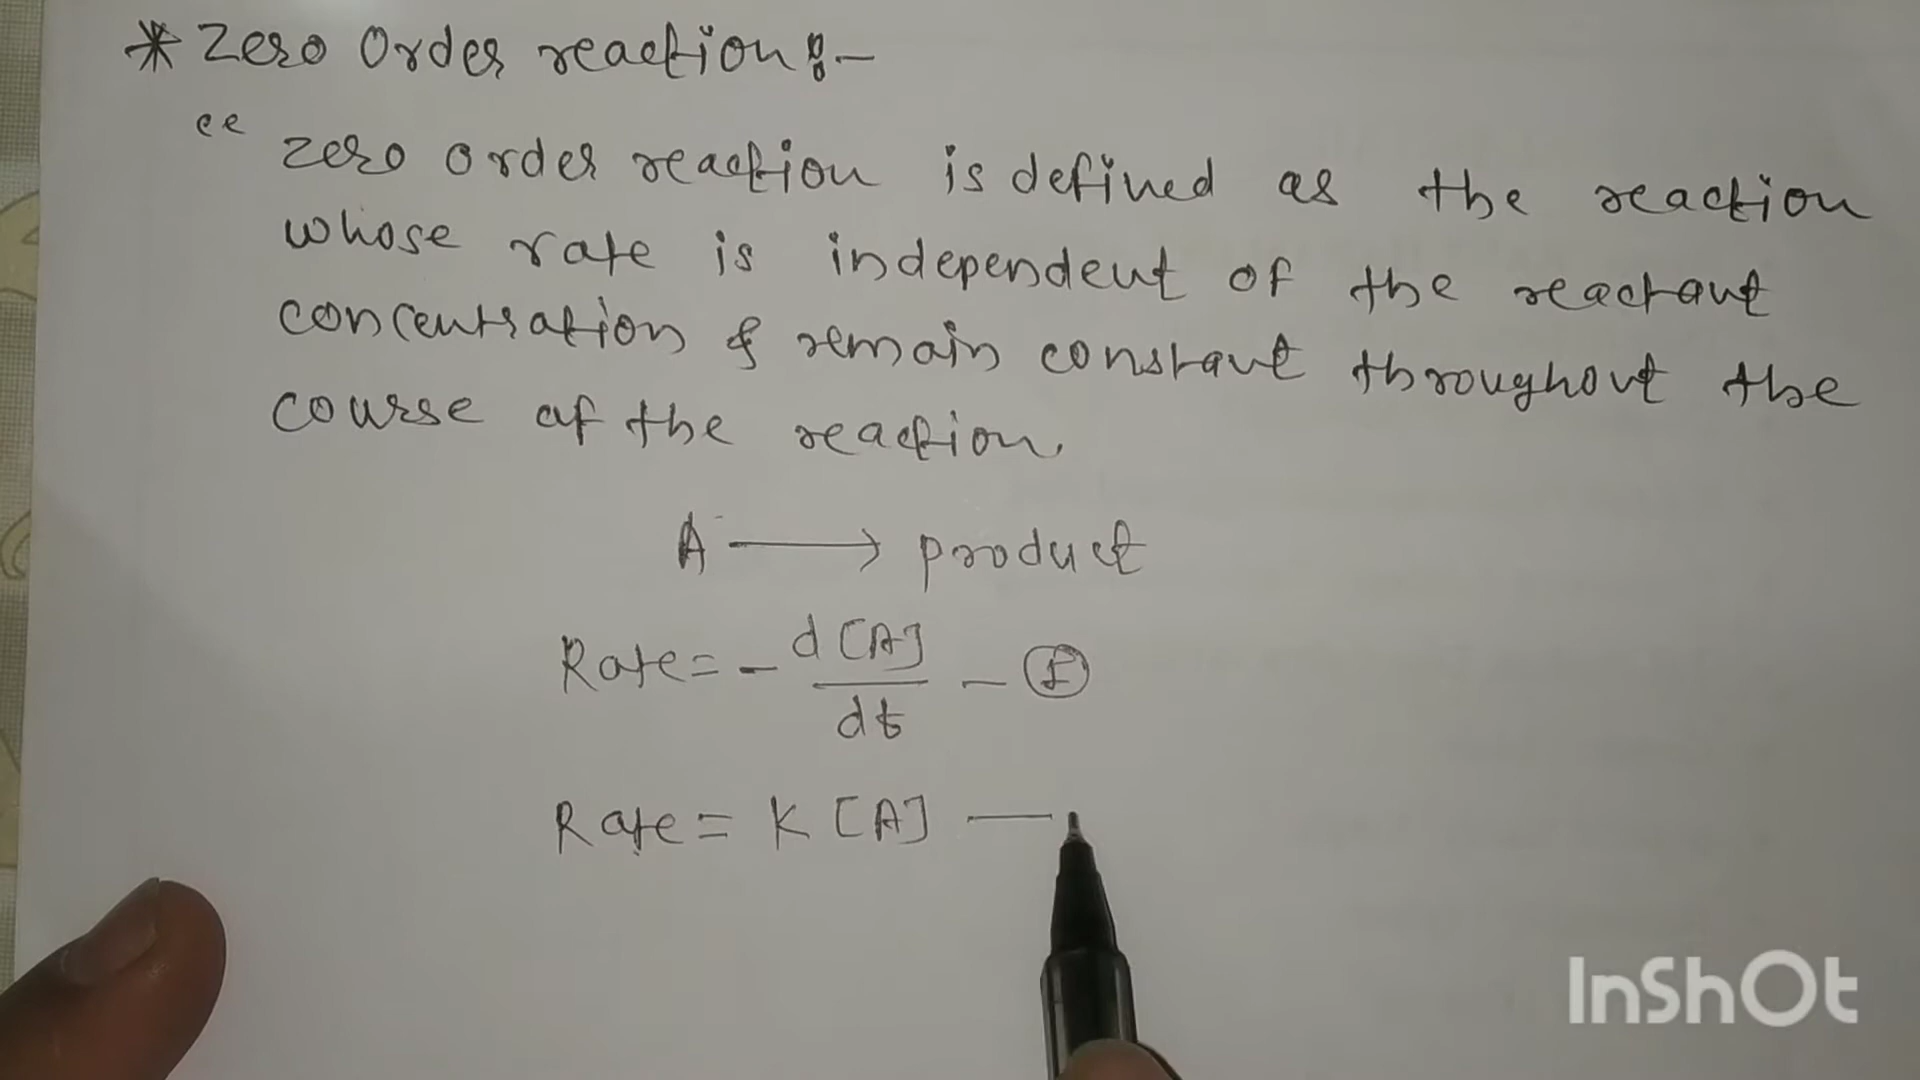 * Zero Order reaction :-
“ zero order reaction is defined as the reaction
whose rate is independent of the reactant
concentration & remain constant throughout the
course of the reaction.
A ⟶ product
Rate = - d[A]/dt - Ⓘ
Rate = K [A] —
InShOt